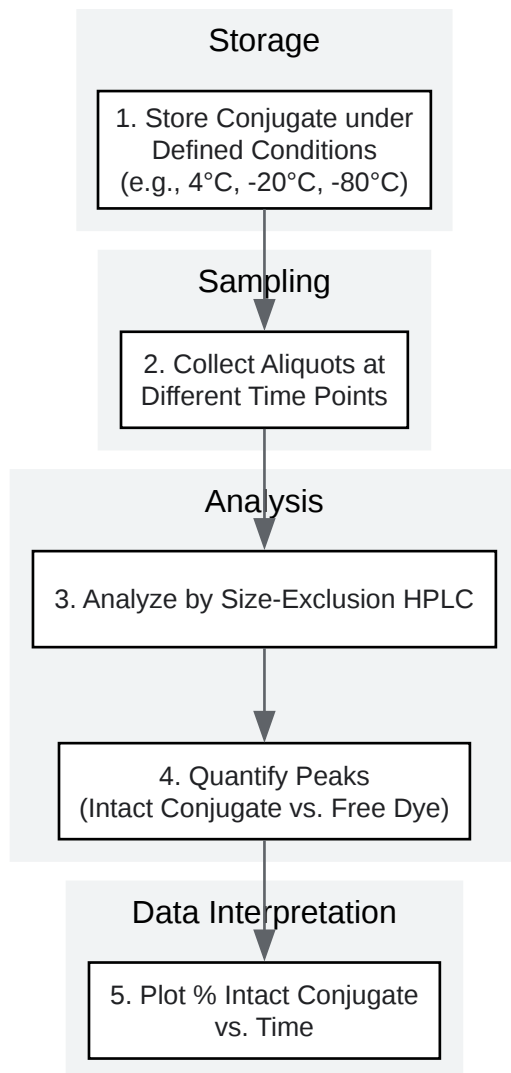 Storage
1. Store Conjugate under
Defined Conditions
(e.g., 4°C, -20°C, -80°C)
Sampling
2. Collect Aliquots at
Different Time Points
Analysis
3. Analyze by Size-Exclusion HPLC
4. Quantify Peaks
(Intact Conjugate vs. Free Dye)
Data Interpretation
5. Plot % Intact Conjugate
vs. Time